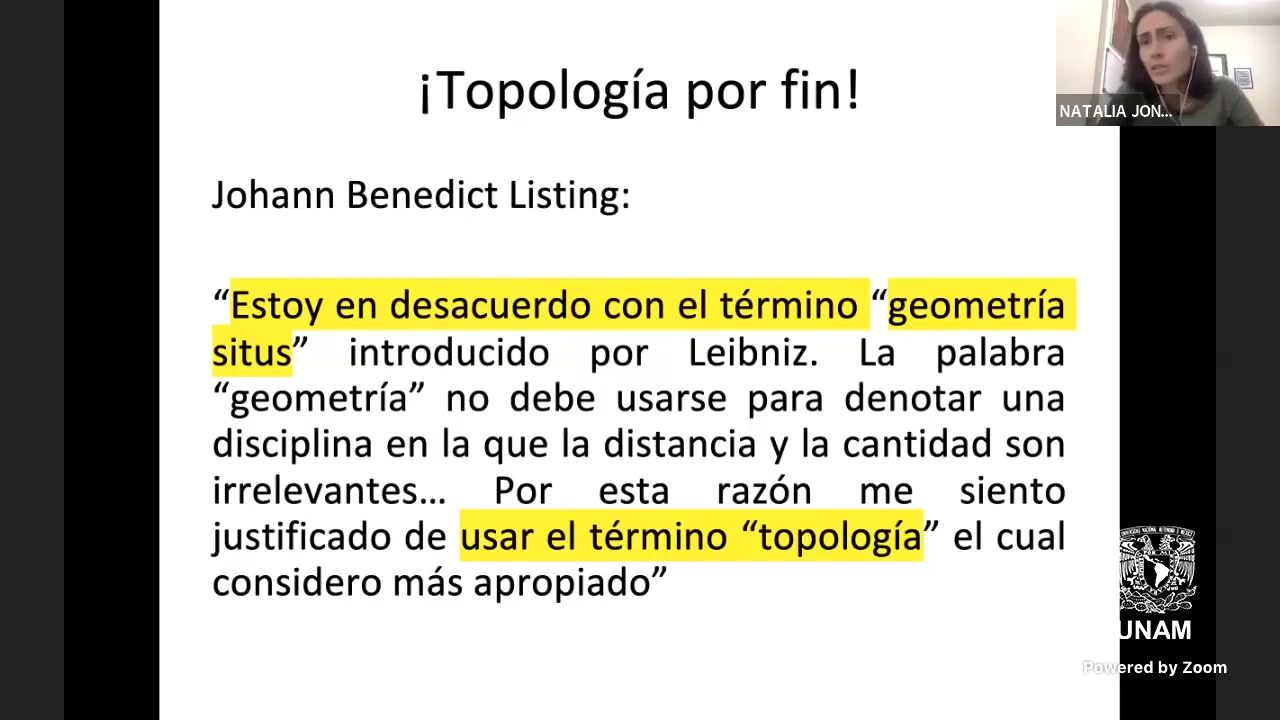 ¡Topología por fin!
NATALIA JON...
Johann Benedict Listing:
“Estoy en desacuerdo con el término “geometría
situs” introducido por Leibniz. La palabra
“geometría” no debe usarse para denotar una
disciplina en la que la distancia y la cantidad son
irrelevantes… Por esta razón me siento
justificado de usar el término “topología” el cual
considero más apropiado”
UNAM
Powered by Zoom